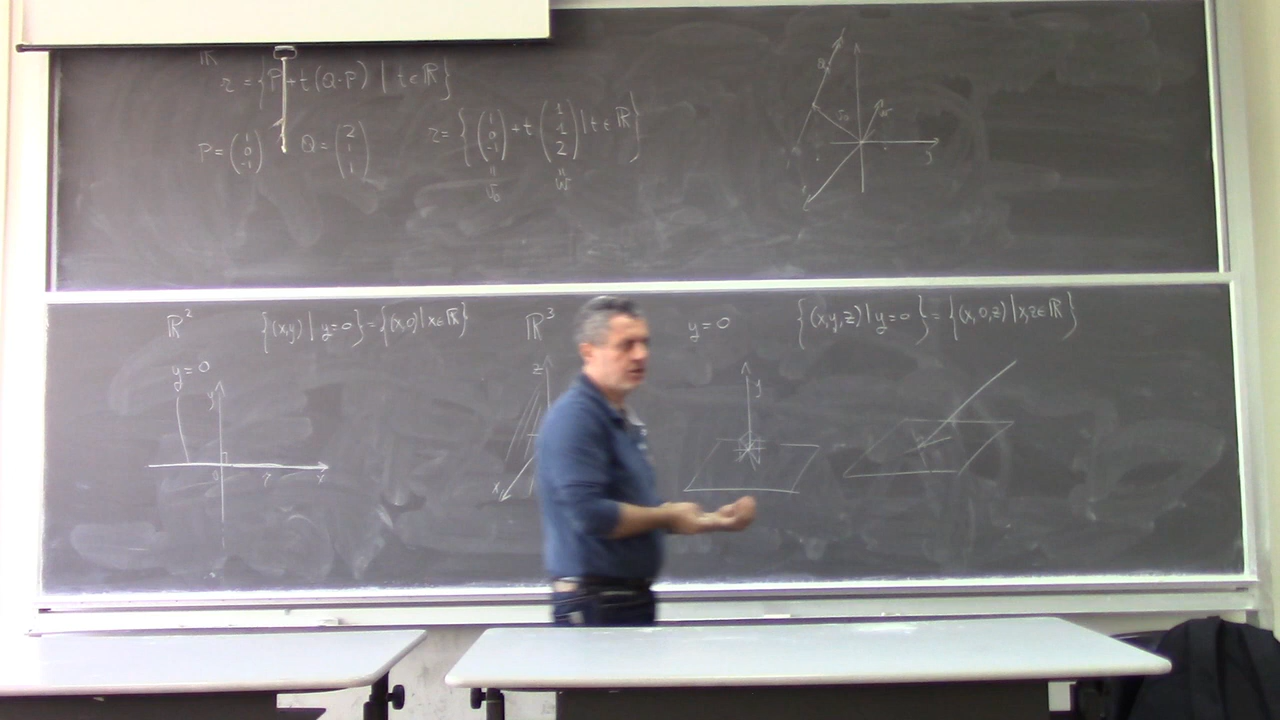 r = {P + t(Q-P) | t ∈ ℝ}
P = (1 0 -1) Q = (2 1 1) r = { (1 0 -1) + t (1 1 2) | t ∈ ℝ }
v₀ w
ℝ² {(x,y) | y=0} = {(x,0) | x ∈ ℝ} ℝ³ y = 0 {(x,y,z) | y=0} = {(x,0,z) | x,z ∈ ℝ}
y = 0
z
y
y
x
x